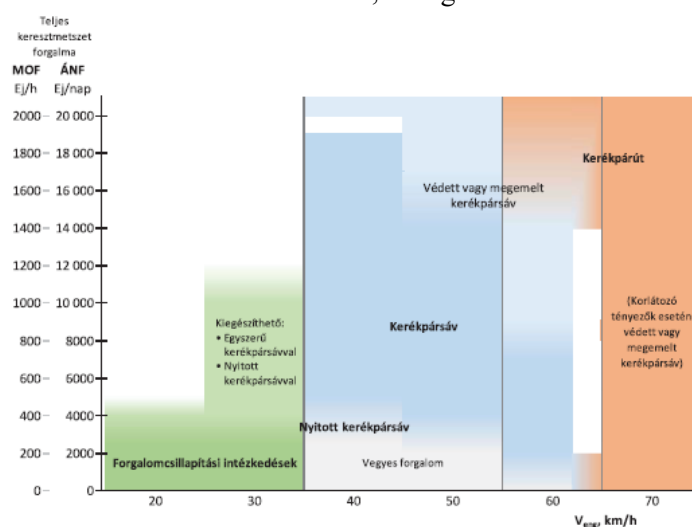 Teljes
keresztmetszet
forgalma
MOF ÁNF
Ej/h Ej/nap
2000 20 000
1800 18 000
1600 16 000
1400 14 000
1200 12 000
1000 10 000
800 8000
600 6000
400 4000
200 2000
0 0
Kerékpárút
Védett vagy megemelt
kerékpársáv
Kiegészíthető:
▪ Egyszerű
kerékpársávval
▪ Nyitott
kerékpársávval
Kerékpársáv
(Korlátozó
tényezők esetén
védett vagy
megemelt
kerékpársáv)
Nyitott kerékpársáv
Forgalomcsillapítási intézkedések
Vegyes forgalom
20 30 40 50 60 70
km/h